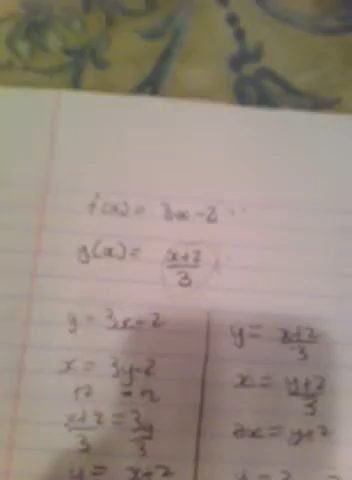 f(x) = 3x-2
g(x) = x+2/3
y = 3x-2
x = 3y-2
+2 = +2
x+2/3 = 3y/3
y = x+2
y = x+2/3
x = y+2/3
3x = y+2